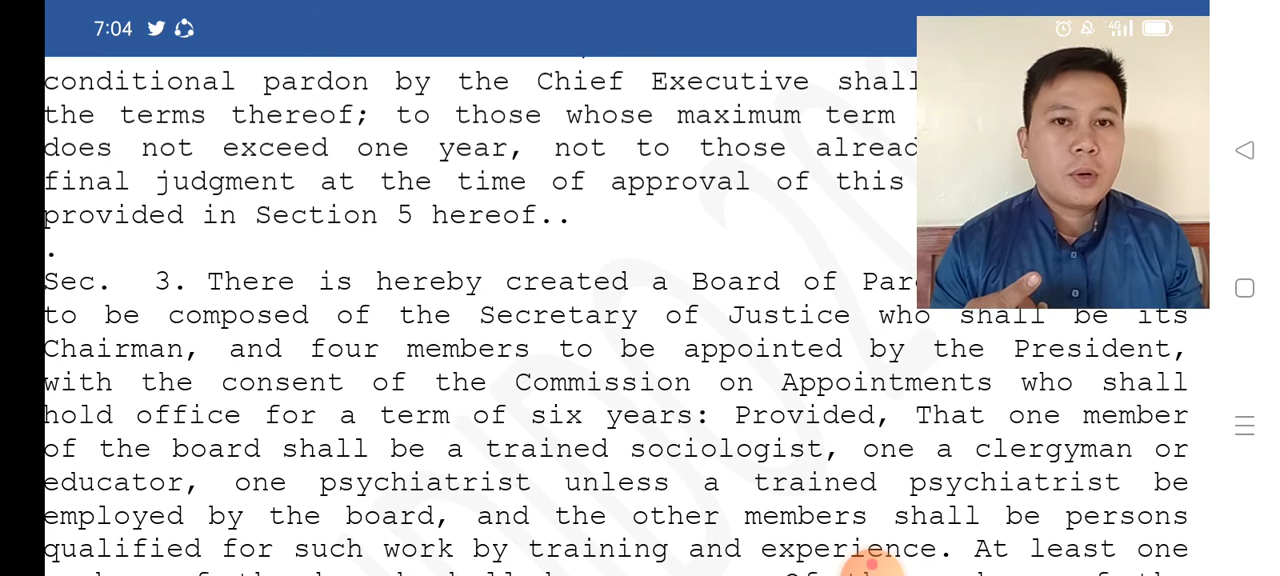 7:04
4G
conditional pardon by the Chief Executive shall
the terms thereof; to those whose maximum term
does not exceed one year, not to those
final judgment at the time of approval of this
provided in Section 5 hereof..
.
Sec. 3. There is hereby created a Board of
to be composed of the Secretary of Justice who shall be its
Chairman, and four members to be appointed by the President,
with the consent of the Commission on Appointments who shall
hold office for a term of six years: Provided, That one member
of the board shall be a trained sociologist, one a clergyman or
educator, one psychiatrist unless a trained psychiatrist be
employed by the board, and the other members shall be persons
qualified for such work by training and experience. At least one